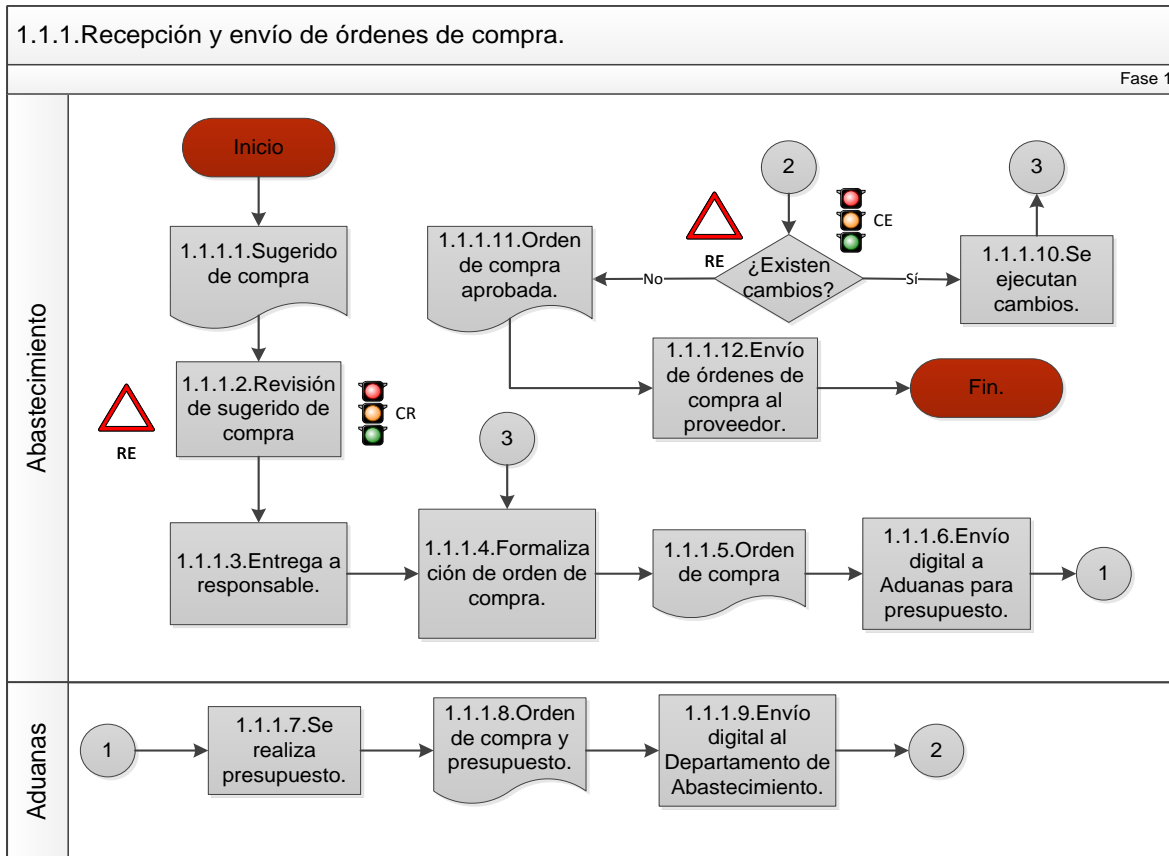 1.1.1.Recepción y envío de órdenes de compra.
Fase 1
Abastecimiento
Inicio
1.1.1.1.Sugerido
de compra
1.1.1.2.Revisión
de sugerido de
compra
RE
CR
1.1.1.3.Entrega a
responsable.
3
1.1.1.4.Formaliza
ción de orden de
compra.
1.1.1.5.Orden
de compra
1.1.1.6.Envío
digital a
Aduanas para
presupuesto.
1
2
RE
CE
¿Existen
cambios?
No
Sí
1.1.1.10.Se
ejecutan
cambios.
3
1.1.1.11.Orden
de compra
aprobada.
1.1.1.12.Envío
de órdenes de
compra al
proveedor.
Fin.
Aduanas
1
1.1.1.7.Se
realiza
presupuesto.
1.1.1.8.Orden
de compra y
presupuesto.
1.1.1.9.Envío
digital al
Departamento de
Abastecimiento.
2